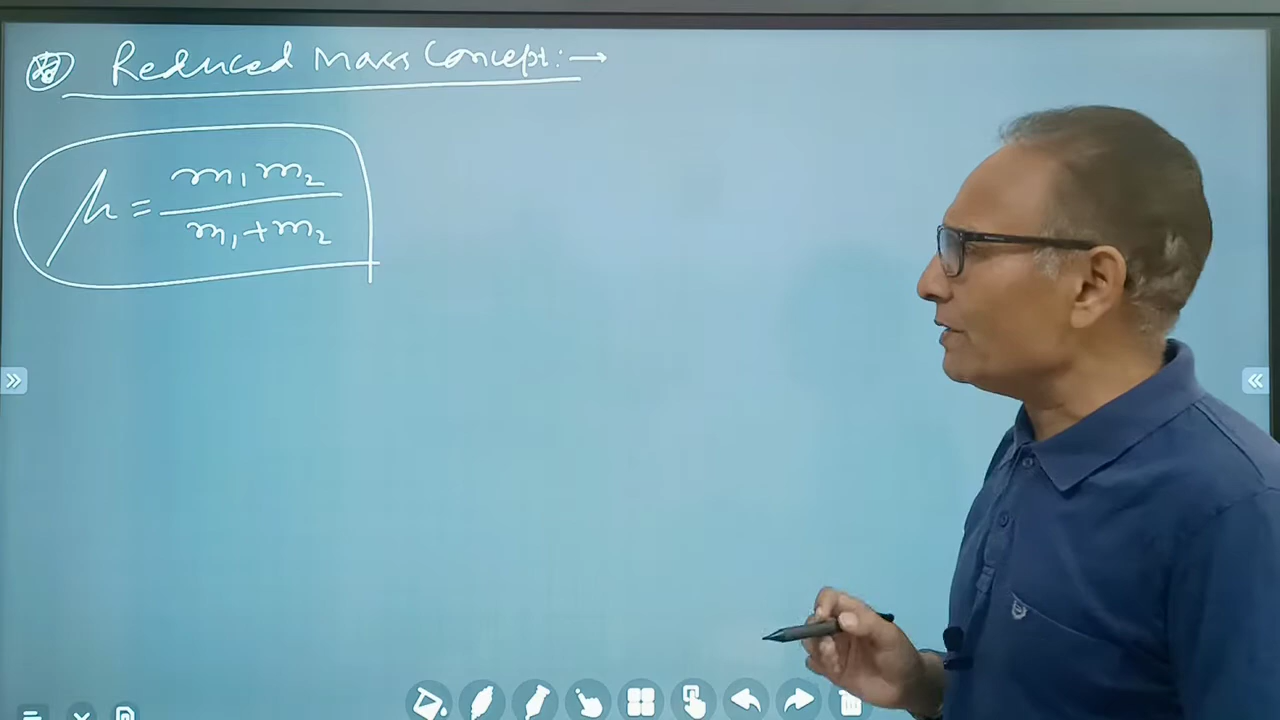 Reduced Mass Concept :→
μ = m₁m₂ / m₁+m₂